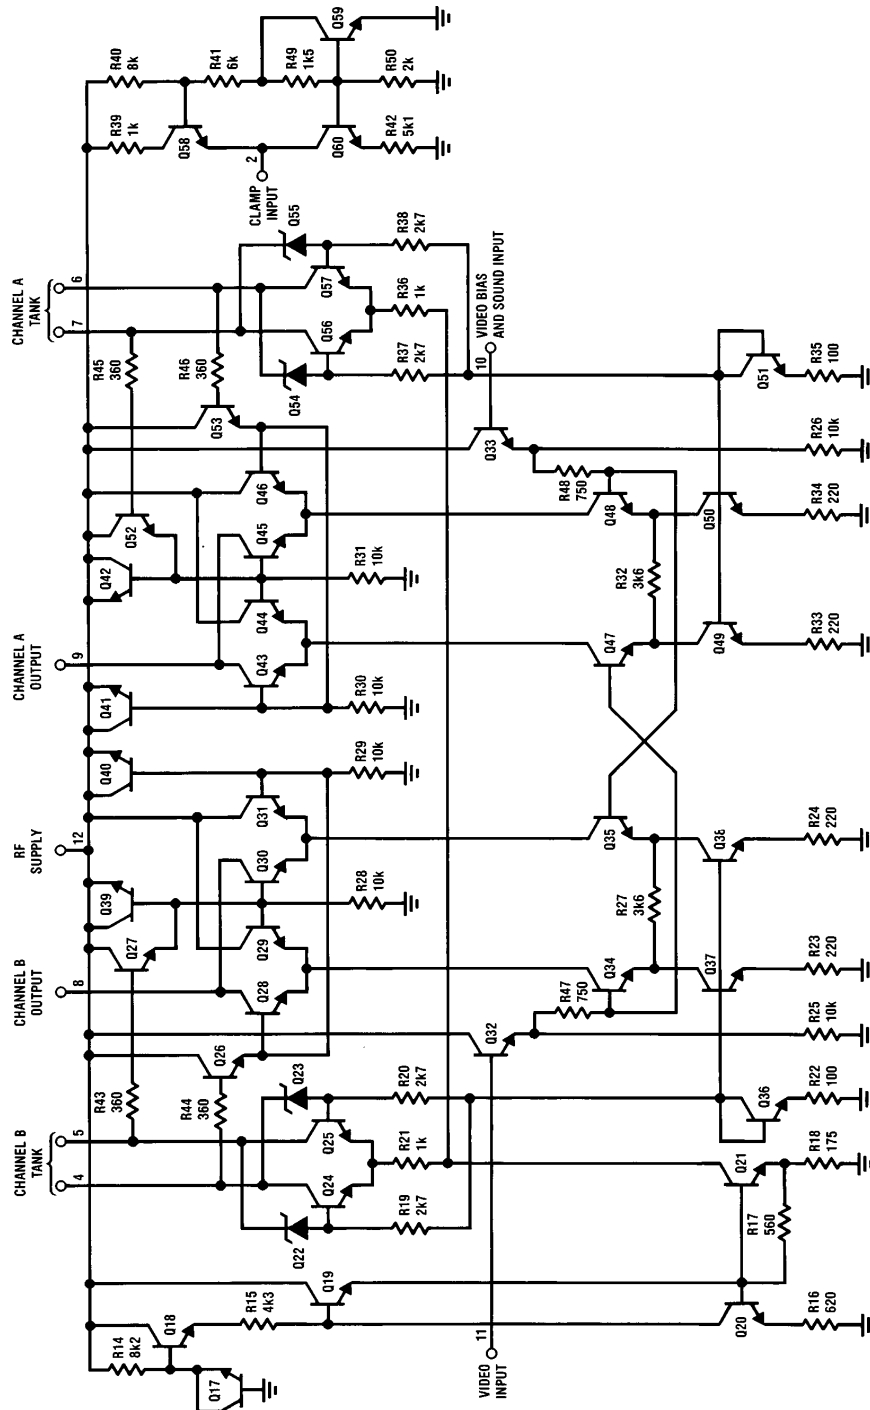 Q59
R40
8k
R41
6k
R49
1k5
R50
2k
R39
1k
Q58
Q60
R42
5k1
2
CLAMP
INPUT
Q55
R38
2k7
CHANNEL A
TANK
6
7
Q57
R36
1k
Q56
R45
360
R46
360
Q54
R37
2k7
10
VIDEO BIAS
AND SOUND INPUT
Q51
R35
100
Q53
Q33
R26
10k
Q46
R48
750
Q48
Q50
R34
220
Q52
Q45
Q42
R31
10k
R32
3k6
Q44
CHANNEL A
OUTPUT
9
Q43
Q47
Q49
R33
220
Q41
R30
10k
Q40
R29
10k
RF
SUPPLY
12
Q31
Q35
Q38
R24
220
Q30
Q39
R28
10k
R27
3k6
Q27
Q29
CHANNEL B
OUTPUT
8
Q28
Q34
Q37
R23
220
R47
750
Q26
Q32
R25
10k
Q23
R43
360
R44
360
R20
2k7
Q36
R22
100
CHANNEL B
TANK
5
4
Q25
R21
1k
Q24
Q21
R18
175
R19
2k7
Q22
R17
560
Q19
R15
4k3
Q18
R14
8k2
Q20
R16
620
Q17
11
VIDEO
INPUT